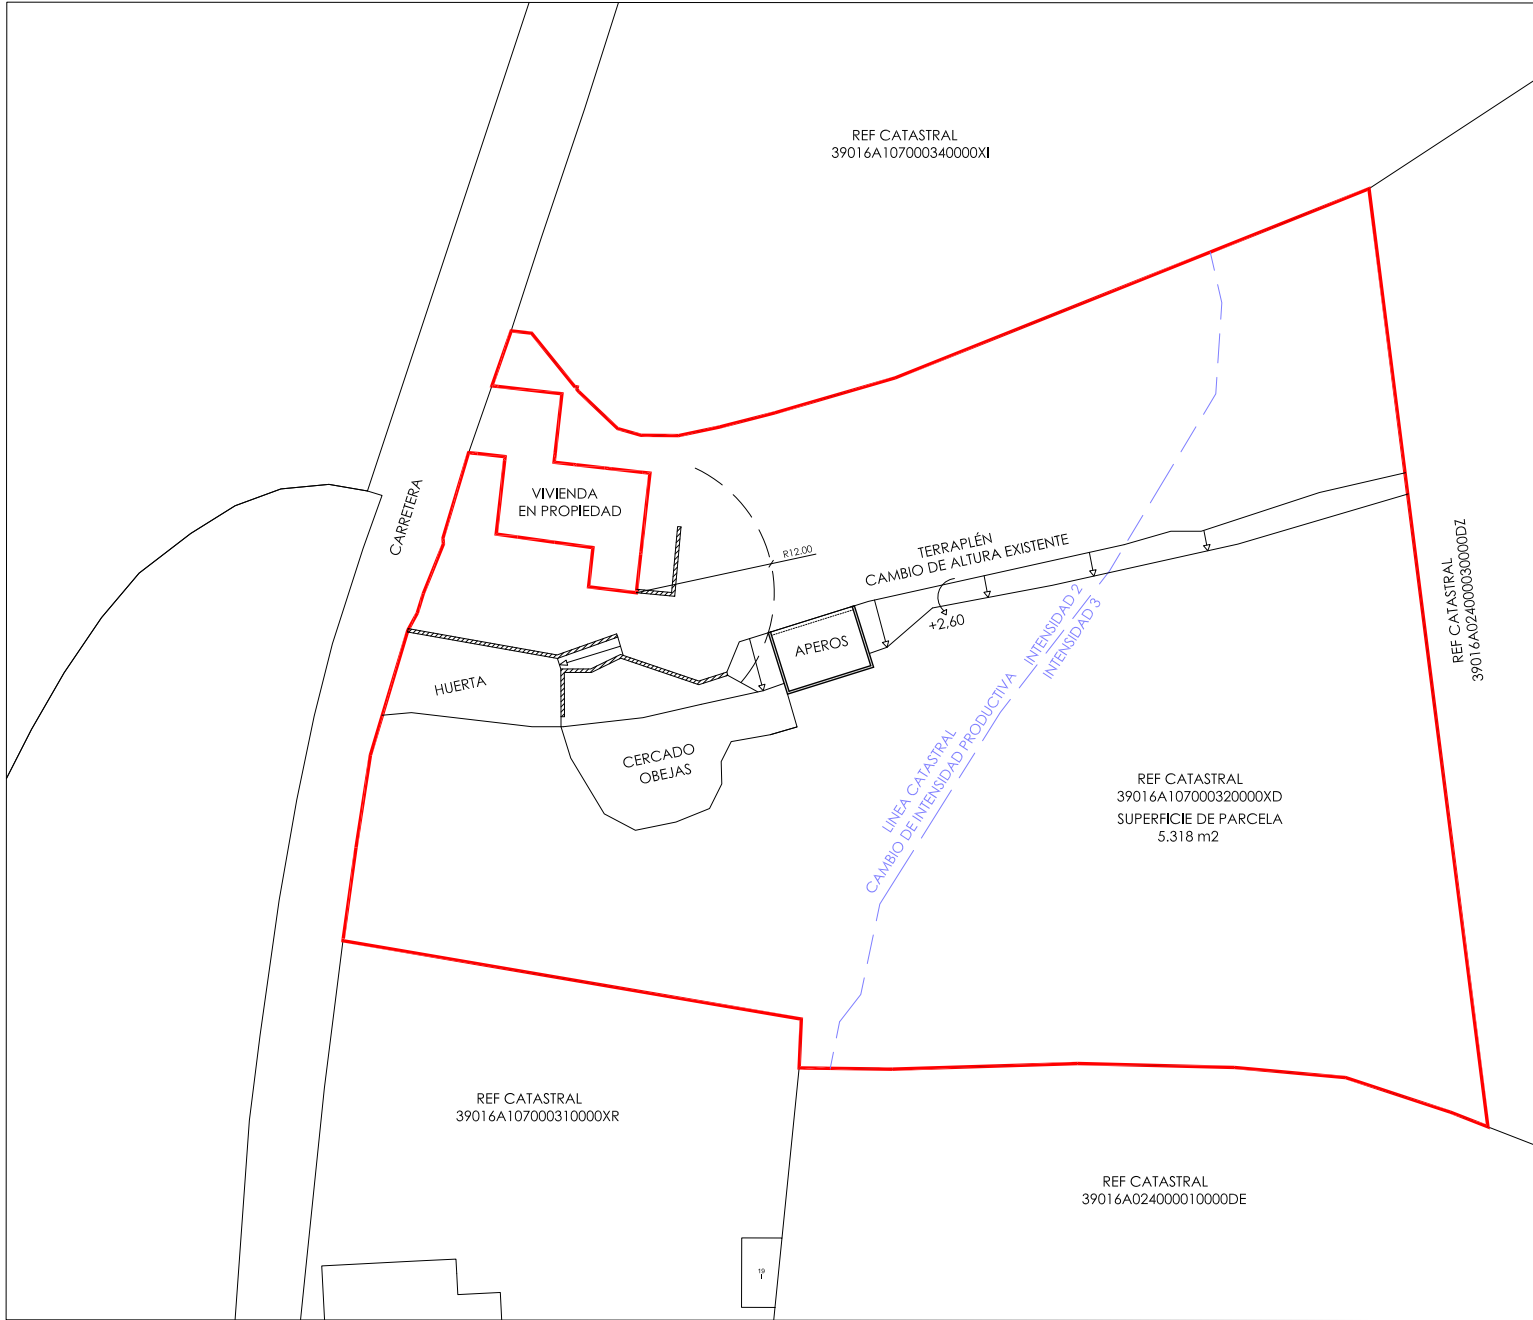 REF CATASTRAL
39016A107000340000XI
CARRETERA
VIVIENDA
EN PROPIEDAD
R12.00
TERRAPLÉN
CAMBIO DE ALTURA EXISTENTE
+2,60
APEROS
HUERTA
CERCADO
OBEJAS
INTENSIDAD 2
INTENSIDAD 3
LINEA CATASTRAL
CAMBIO DE INTENSIDAD PRODUCTIVA
REF CATASTRAL
39016A024000030000DZ
REF CATASTRAL
39016A107000320000XD
SUPERFICIE DE PARCELA
5.318 m2
REF CATASTRAL
39016A107000310000XR
REF CATASTRAL
39016A024000010000DE
19
I